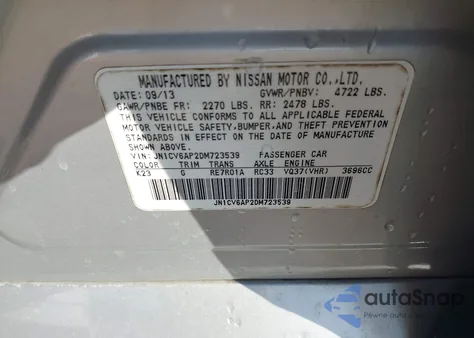 MANUFACTURED BY NISSAN MOTOR CO.,LTD.
DATE: 09/13 GVWR/PNBV: 4722 LBS.
GAWR/PNBE FR: 2270 LBS. RR: 2478 LBS.
THIS VEHICLE CONFORMS TO ALL APPLICABLE FEDERAL
MOTOR VEHICLE SAFETY, BUMPER, AND THEFT PREVENTION
STANDARDS IN EFFECT ON THE DATE OF MANUFACTURE
SHOWN ABOVE.
VIN:JN1CV6AP2DM723539 PASSENGER CAR
COLOR TRIM TRANS AXLE ENGINE
K23 G RE7R01A RC33 VQ37(VHR) 3696CC
JN1CV6AP2DM723539
autoSnap
Pewne auto z